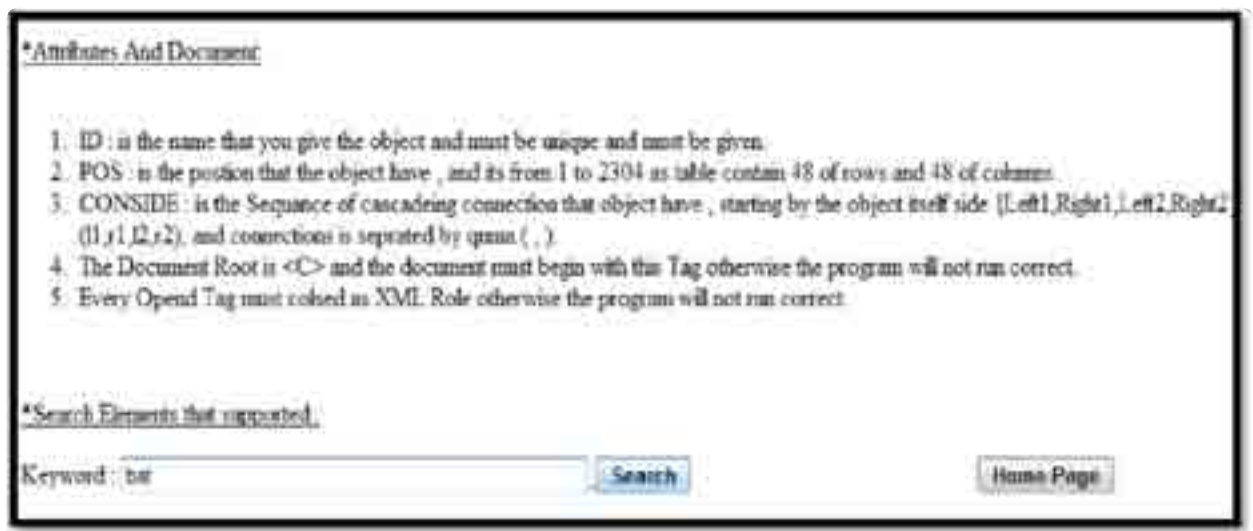 *Attributes And Document:
1. ID : is the name that you give the object and must be unique and must be given.
2. POS : is the postion that the object have , and its from 1 to 2304 as table contain 48 of rows and 48 of columns.
3. CONSIDE : is the Sequance of cascadeing connection that object have , starting by the object itself side {Left1,Right1,Left2,Right2}
(l1,r1,l2,r2), and connections is seprated by ( , ).
4. The Document Root is <C> and the document must begin with this Tag otherwise the program will not run correct.
5. Every Opend Tag must colsed as XML Role otherwise the program will not run correct.
*Search Elements that supported.
Keyword : Search Home Page